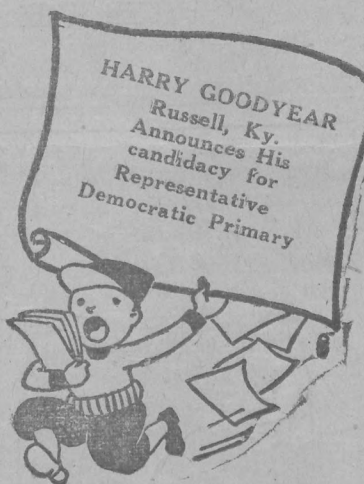 HARRY GOODYEAR
Russell, Ky.
Announces His
candidacy for
Representative
Democratic Primary